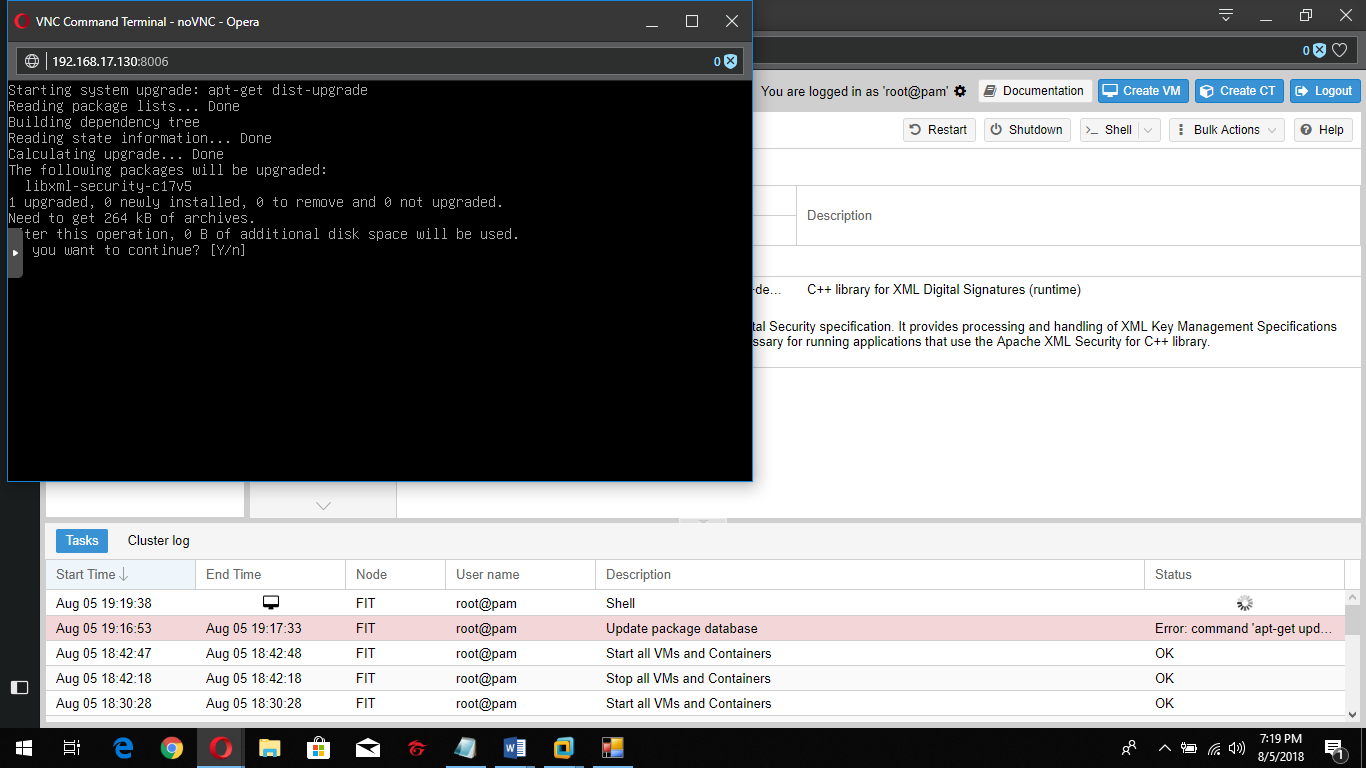 VNC Command Terminal - noVNC - Opera
192.168.17.130:8006
0
0
Starting system upgrade: apt-get dist-upgrade
Reading package lists... Done
Building dependency tree
Reading state information... Done
Calculating upgrade... Done
The following packages will be upgraded:
libxml-security-c17v5
1 upgraded, 0 newly installed, 0 to remove and 0 not upgraded.
Need to get 264 kB of archives.
ter this operation, 0 B of additional disk space will be used.
you want to continue? [Y/n]
You are logged in as 'root@pam' Documentation Create VM Create CT Logout
Restart Shutdown >_ Shell Bulk Actions Help
Description
-de... C++ library for XML Digital Signatures (runtime)
tal Security specification. It provides processing and handling of XML Key Management Specifications
ssary for running applications that use the Apache XML Security for C++ library.
Tasks Cluster log
Start Time End Time Node User name Description Status
Aug 05 19:19:38 FIT root@pam Shell
Aug 05 19:16:53 Aug 05 19:17:33 FIT root@pam Update package database Error: command 'apt-get upd...
Aug 05 18:42:47 Aug 05 18:42:48 FIT root@pam Start all VMs and Containers OK
Aug 05 18:42:18 Aug 05 18:42:18 FIT root@pam Stop all VMs and Containers OK
Aug 05 18:30:28 Aug 05 18:30:28 FIT root@pam Start all VMs and Containers OK
7:19 PM
8/5/2018
1